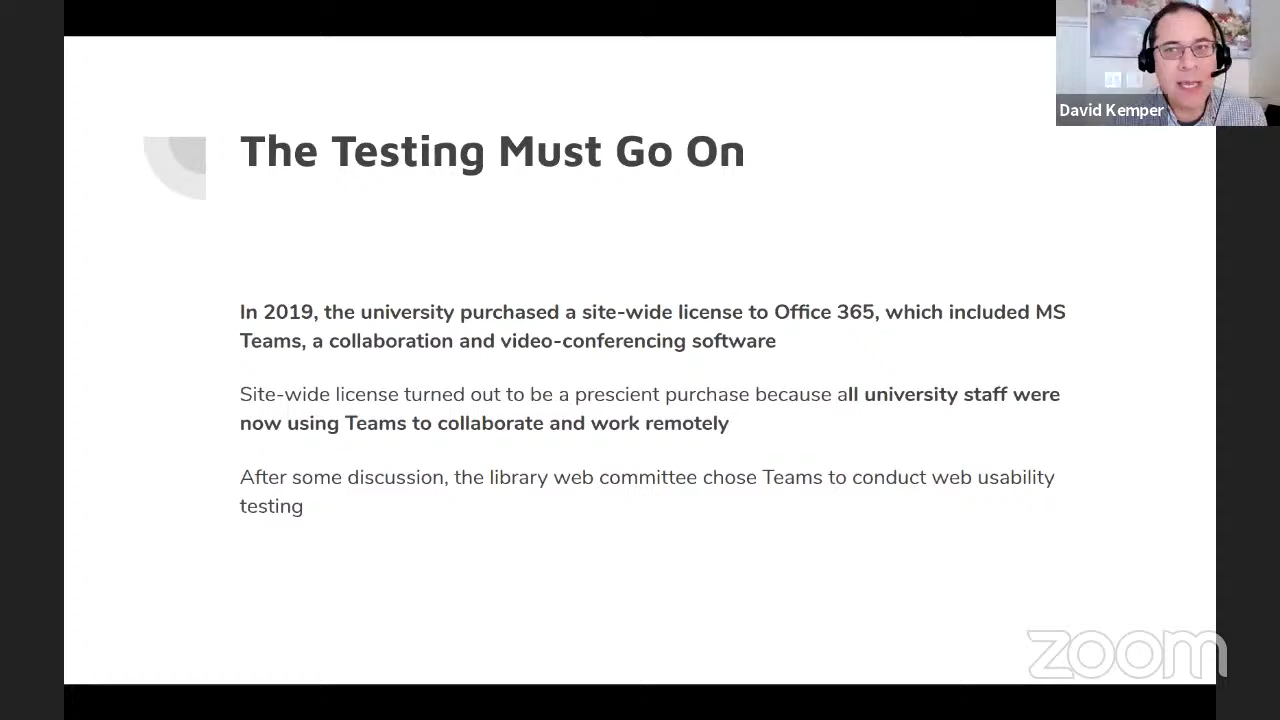 David Kemper
The Testing Must Go On
In 2019, the university purchased a site-wide license to Office 365, which included MS
Teams, a collaboration and video-conferencing software
Site-wide license turned out to be a prescient purchase because all university staff were
now using Teams to collaborate and work remotely
After some discussion, the library web committee chose Teams to conduct web usability
testing
zoom